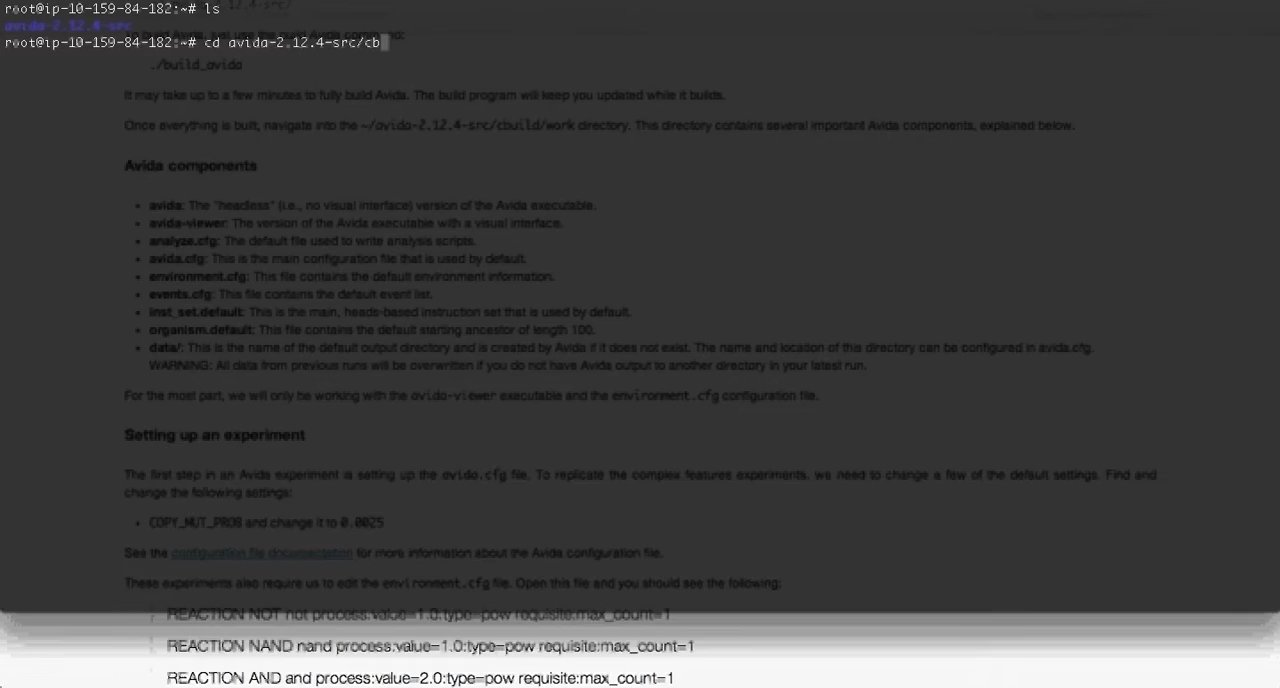 root@ip-10-159-84-182:~# ls
avida-2.12.4-src
root@ip-10-159-84-182:~# cd avida-2.12.4-src/cb
./build_avida
It may take up to a few minutes to fully build Avida. The build program will keep you updated while it builds.
Once everything is built, navigate into the ~/avida-2.12.4-src/cbuild/work directory. This directory contains several important Avida components, explained below.
Avida components
• avida: The "headless" (i.e., no visual interface) version of the Avida executable.
• avida-viewer: The version of the Avida executable with a visual interface.
• analyze.cfg: The default file used to write analysis scripts.
• avida.cfg: This is the main configuration file that is used by default.
• environment.cfg: This file contains the default environment information.
• events.cfg: This file contains the default event list.
• inst_set.default: This is the main, heads-based instruction set that is used by default.
• organism.default: This file contains the default starting ancestor of length 100.
• data/: This is the name of the default output directory and is created by Avida if it does not exist. The name and location of this directory can be configured in avida.cfg.
WARNING: All data from previous runs will be overwritten if you do not have Avida output to another directory in your latest run.
For the most part, we will only be working with the avida-viewer executable and the environment.cfg configuration file.
Setting up an experiment
The first step in an Avida experiment is setting up the avida.cfg file. To replicate the complex features experiments, we need to change a few of the default settings. Find and
change the following settings:
• COPY_MUT_PROB and change it to 0.0025
See the configuration file documentation for more information about the Avida configuration file.
These experiments also require us to edit the environment.cfg file. Open this file and you should see the following:
REACTION NOT not process:value=1.0:type=pow requisite:max_count=1
REACTION NAND nand process:value=1.0:type=pow requisite:max_count=1
REACTION AND and process:value=2.0:type=pow requisite:max_count=1